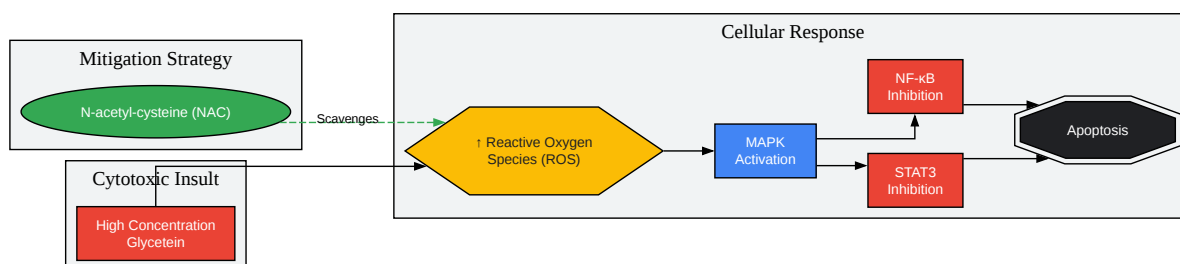 Mitigation Strategy
N-acetyl-cysteine (NAC)
Scavenges
Cytotoxic Insult
High Concentration
Glycetein
Cellular Response
↑ Reactive Oxygen
Species (ROS)
MAPK
Activation
NF-κB
Inhibition
STAT3
Inhibition
Apoptosis